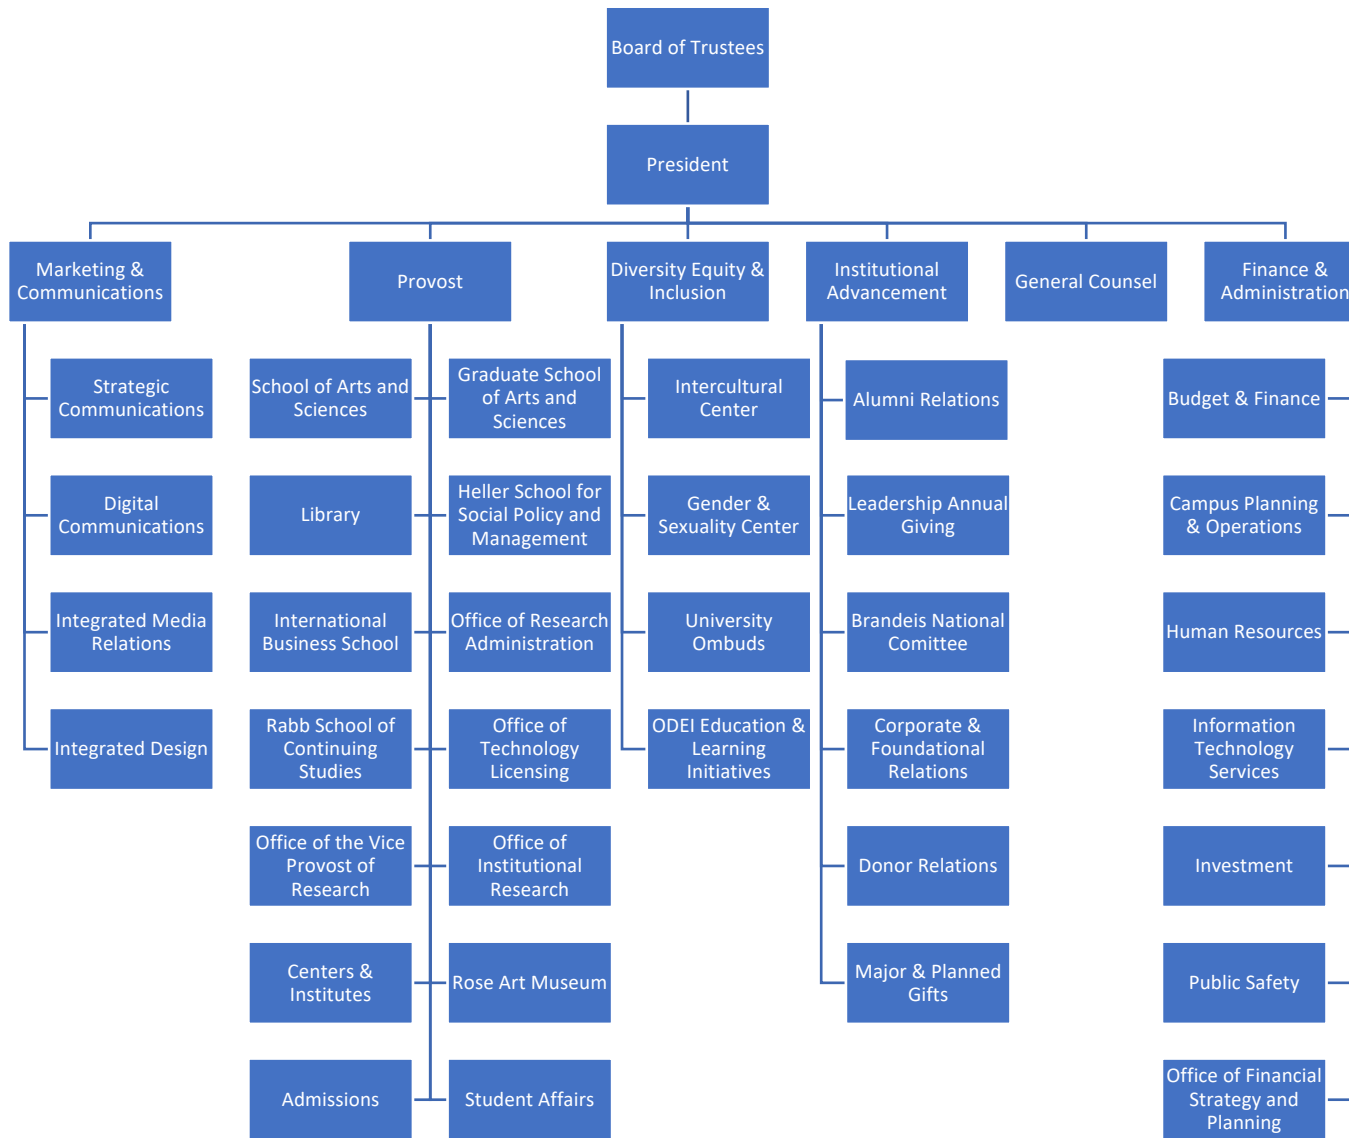 Board of Trustees
President
Marketing &
Communications
Provost
Diversity Equity &
Inclusion
Institutional
Advancement
General Counsel
Finance &
Administration
Strategic
Communications
School of Arts and
Sciences
Graduate School
of Arts and
Sciences
Intercultural
Center
Alumni Relations
Budget & Finance
Digital
Communications
Library
Heller School for
Social Policy and
Management
Gender &
Sexuality Center
Leadership Annual
Giving
Campus Planning
& Operations
Integrated Media
Relations
International
Business School
Office of Research
Administration
University
Ombuds
Brandeis National
Comittee
Human Resources
Integrated Design
Rabb School of
Continuing
Studies
Office of
Technology
Licensing
ODEI Education &
Learning
Initiatives
Corporate &
Foundational
Relations
Information
Technology
Services
Office of the Vice
Provost of
Research
Office of
Institutional
Research
Donor Relations
Investment
Centers &
Institutes
Rose Art Museum
Major & Planned
Gifts
Public Safety
Admissions
Student Affairs
Office of Financial
Strategy and
Planning